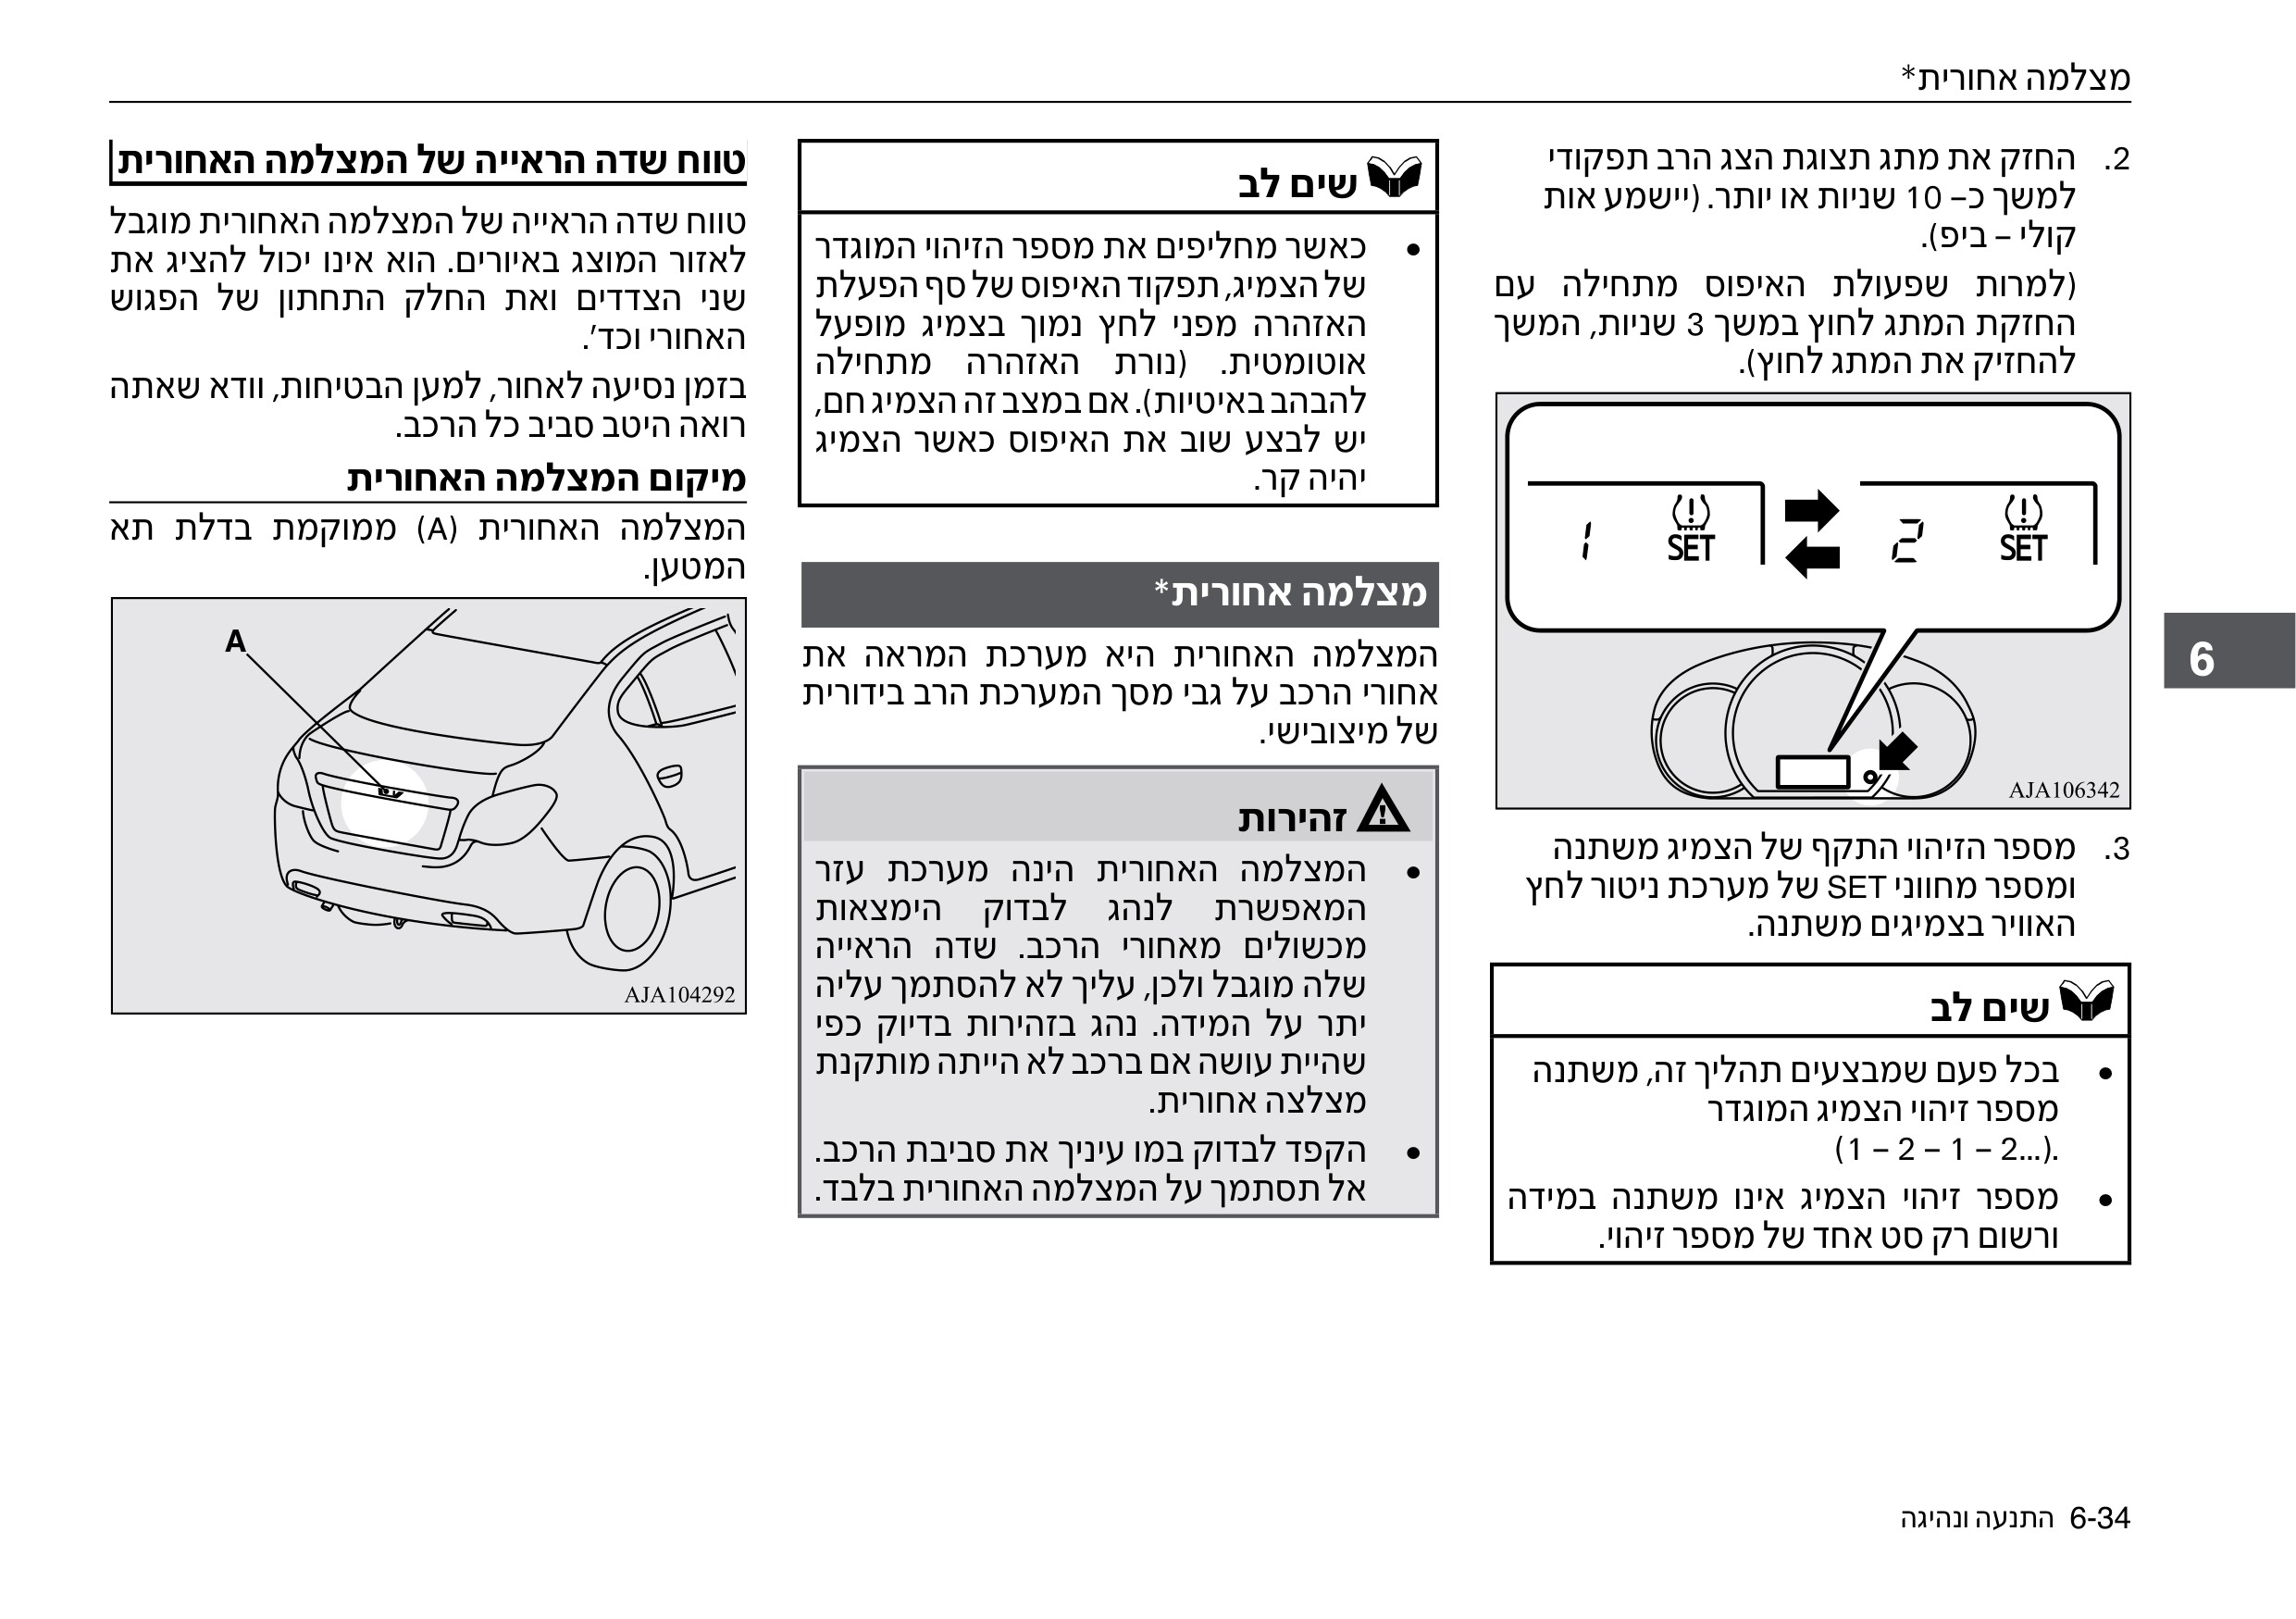 מצלמה אחורית*
2. החזק את מתג תצוגת הצג הרב תפקודי
למשך כ– 10 שניות או יותר. (יישמע אות
קולי – ביפ).
(למרות שפעולת האיפוס מתחילה עם
החזקת המתג לחוץ במשך 3 שניות, המשך
להחזיק את המתג לחוץ).
1 SET 2 SET
AJA106342
3. מספר הזיהוי התקף של הצמיג משתנה
ומספר מחווני SET של מערכת ניטור לחץ
האוויר בצמיגים משתנה.
שים לב
• בכל פעם שמבצעים תהליך זה, משתנה
מספר זיהוי הצמיג המוגדר
(1 – 2 – 1 – 2...).
• מספר זיהוי הצמיג אינו משתנה במידה
ורשום רק סט אחד של מספר זיהוי.
שים לב
• כאשר מחליפים את מספר הזיהוי המוגדר
של הצמיג, תפקוד האיפוס של סף הפעלת
האזהרה מפני לחץ נמוך בצמיג מופעל
אוטומטית. (נורת האזהרה מתחילה
להבהב באיטיות). אם במצב זה הצמיג חם,
יש לבצע שוב את האיפוס כאשר הצמיג
יהיה קר.
מצלמה אחורית*
המצלמה האחורית היא מערכת המראה את
אחורי הרכב על גבי מסך המערכת הרב בידורית
של מיצובישי.
זהירות
• המצלמה האחורית הינה מערכת עזר
המאפשרת לנהג לבדוק הימצאות
מכשולים מאחורי הרכב. שדה הראייה
שלה מוגבל ולכן, עליך לא להסתמך עליה
יתר על המידה. נהג בזהירות בדיוק כפי
שהיית עושה אם ברכב לא הייתה מותקנת
מצלצה אחורית.
• הקפד לבדוק במו עיניך את סביבת הרכב.
אל תסתמך על המצלמה האחורית בלבד.
טווח שדה הראייה של המצלמה האחורית
טווח שדה הראייה של המצלמה האחורית מוגבל
לאזור המוצג באיורים. הוא אינו יכול להציג את
שני הצדדים ואת החלק התחתון של הפגוש
האחורי וכד'.
בזמן נסיעה לאחור, למען הבטיחות, וודא שאתה
רואה היטב סביב כל הרכב.
מיקום המצלמה האחורית
המצלמה האחורית (A) ממוקמת בדלת תא
המטען.
A
AJA104292
6
6-34 התנעה ונהיגה